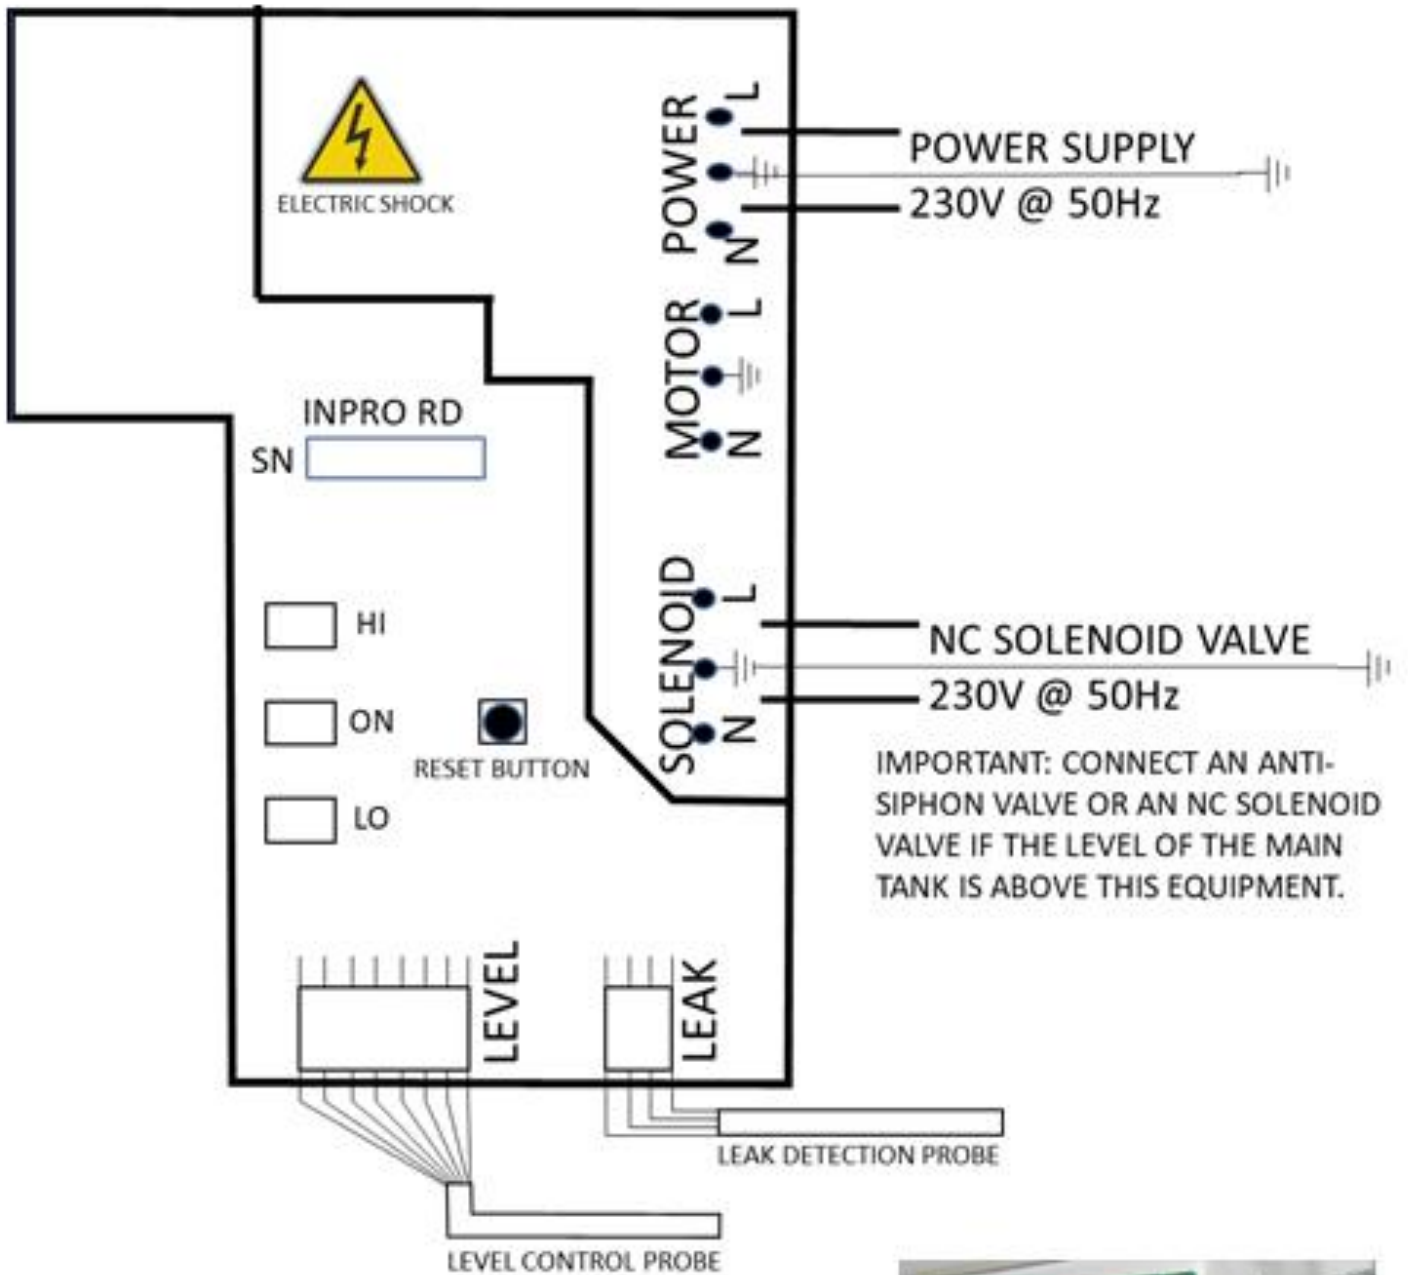 ELECTRIC SHOCK
POWER
L
N
POWER SUPPLY
230V @ 50Hz
MOTOR
L
N
INPRO RD
SN
SOLENOID
L
N
NC SOLENOID VALVE
230V @ 50Hz
HI
ON
LO
RESET BUTTON
IMPORTANT: CONNECT AN ANTI-
SIPHON VALVE OR AN NC SOLENOID
VALVE IF THE LEVEL OF THE MAIN
TANK IS ABOVE THIS EQUIPMENT.
LEVEL
LEAK
LEAK DETECTION PROBE
LEVEL CONTROL PROBE